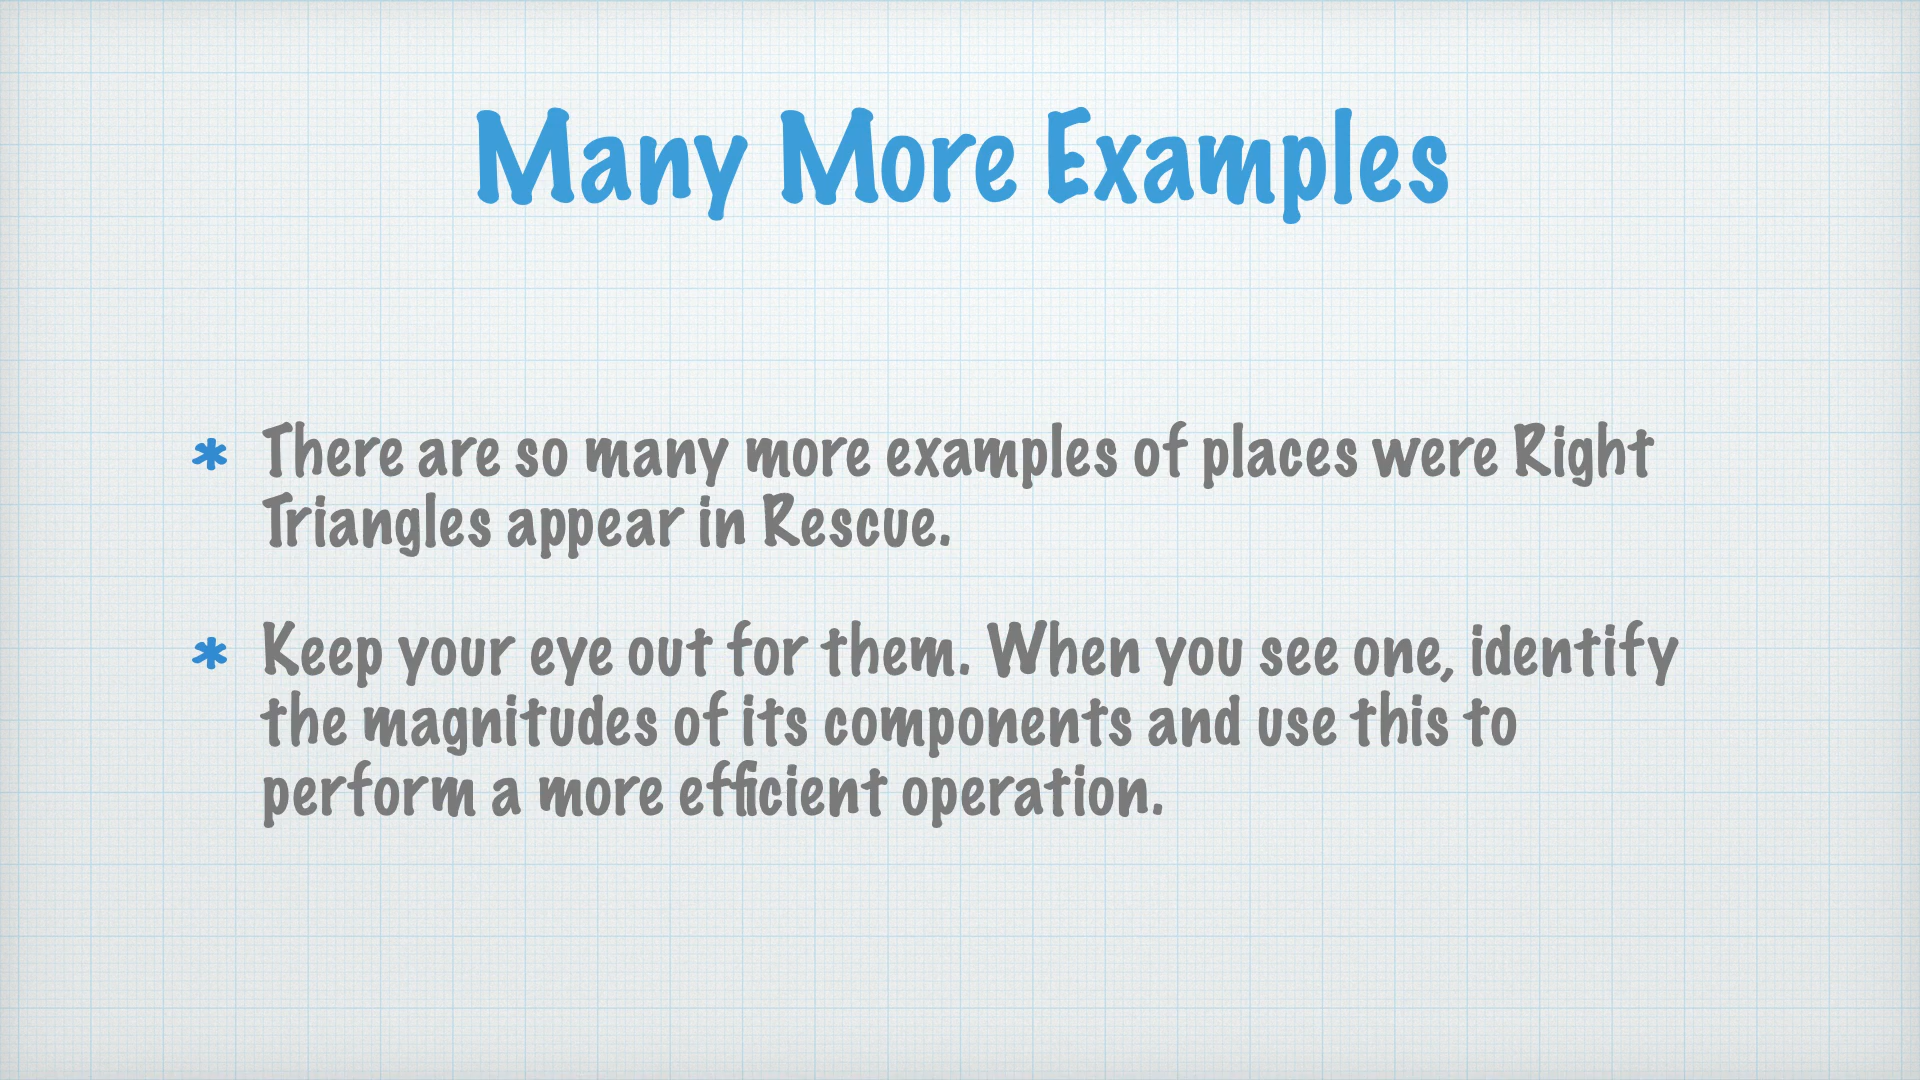 Many More Examples
* There are so many more examples of places were Right
Triangles appear in Rescue.
* Keep your eye out for them. When you see one, identify
the magnitudes of its components and use this to
perform a more efficient operation.